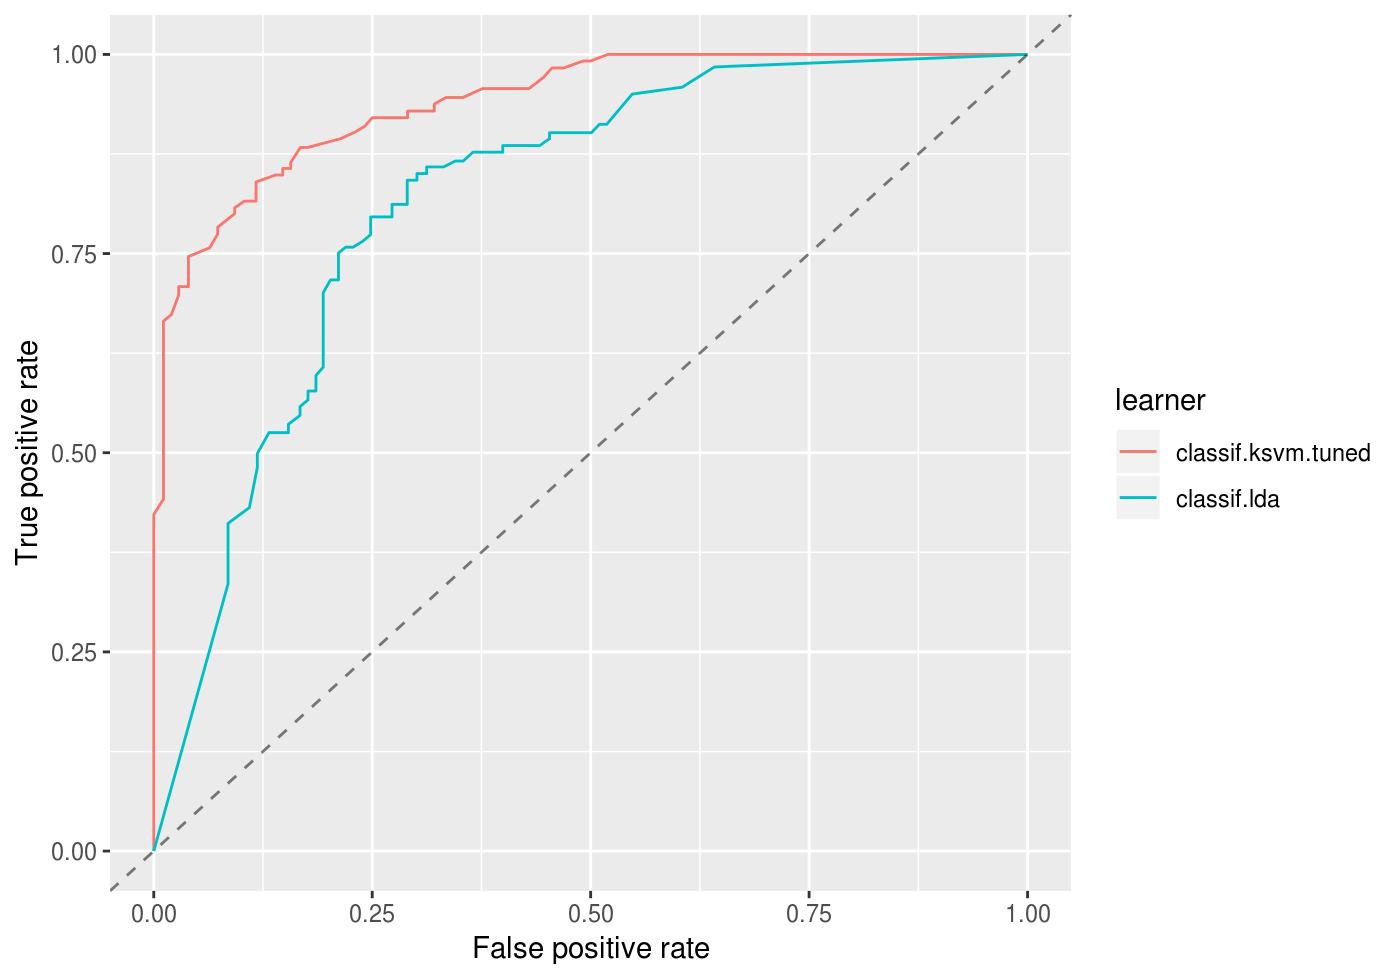 1.00
0.75
0.50
0.25
0.00
True positive rate
0.00 0.25 0.50 0.75 1.00
False positive rate
learner
classif.ksvm.tuned
classif.lda